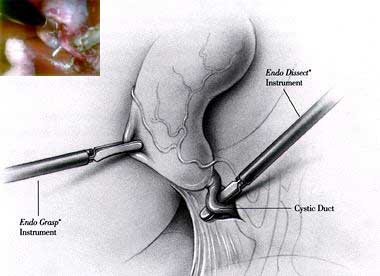 Endo Dissect*
Instrument
Cystic Duct
Endo Grasp*
Instrument